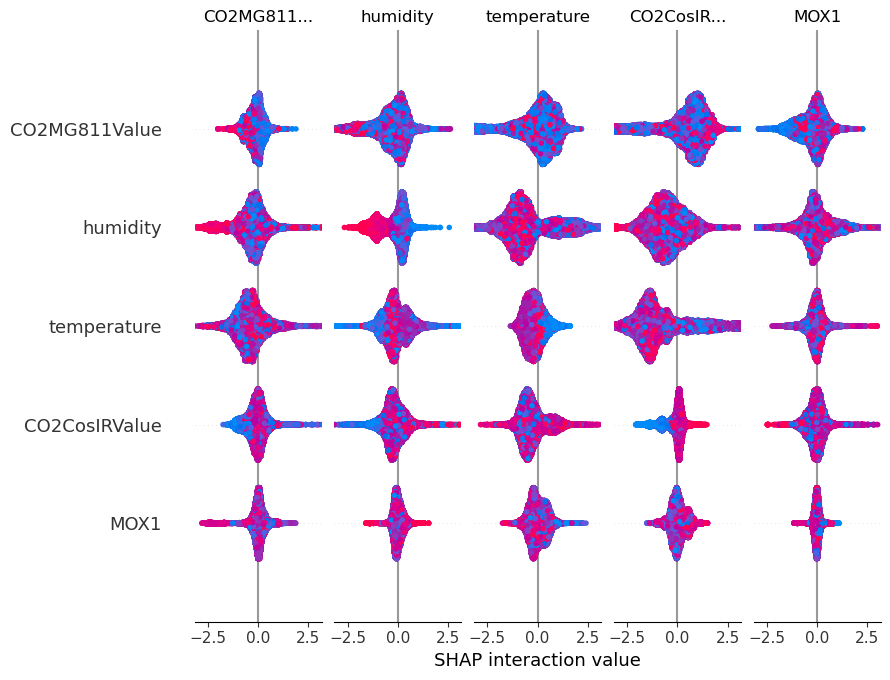 CO2MG811... humidity temperature CO2CosIR... MOX1
CO2MG811Value
humidity
temperature
CO2CosIRValue
MOX1
−2.5 0.0 2.5 −2.5 0.0 2.5 −2.5 0.0 2.5 −2.5 0.0 2.5 −2.5 0.0 2.5
SHAP interaction value